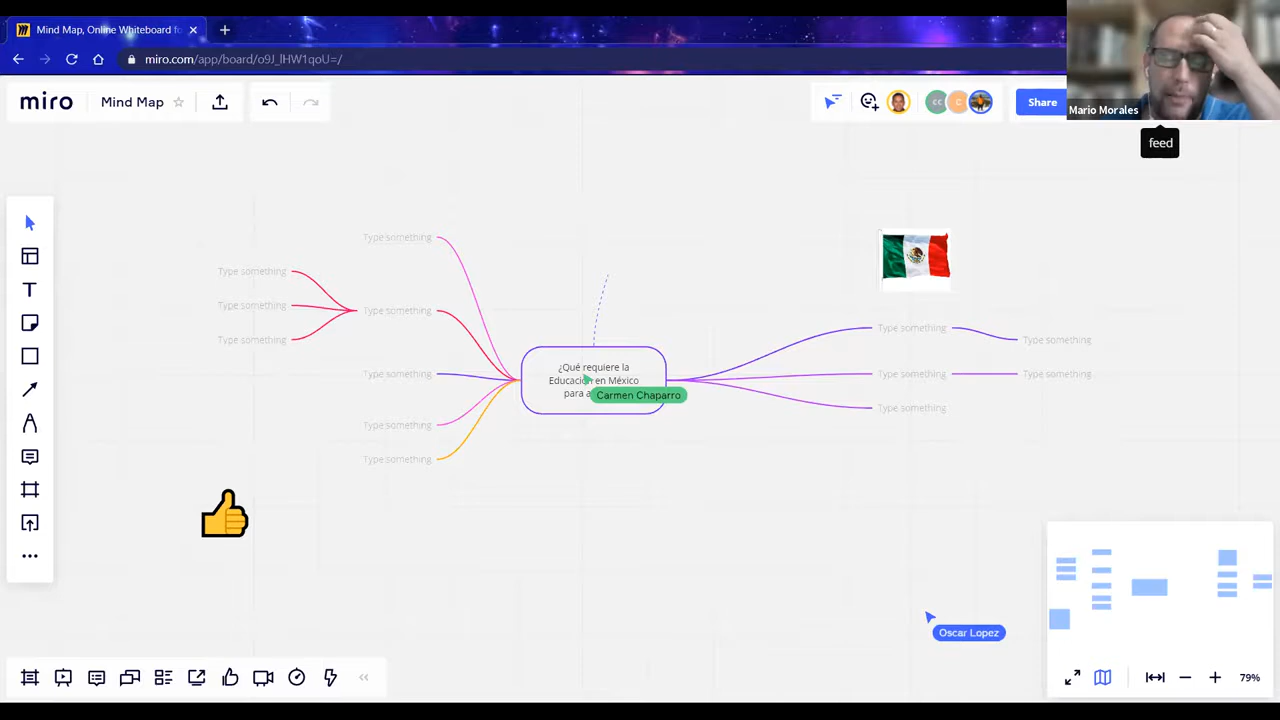 Mind Map, Online Whiteboard fo
miro.com/app/board/o9J_lHW1qoU=/
miro
Mind Map
CC
C
Share
Mario Morales
feed
Type something
Type something
Type something
Type something
Type something
Type something
Type something
Type something
¿Qué requiere la
Educación en México
para a
Carmen Chaparro
Type something
Type something
Type something
Type something
Type something
Oscar Lopez
79%